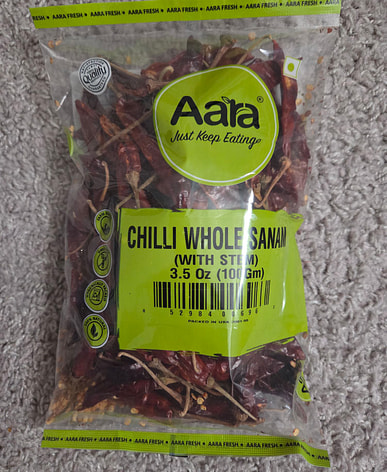 AARA FRESH AARA FRESH AARA FRESH AARA FRESH AARA FRESH
Quality
Aara®
Just Keep Eating
CHILLI WHOLE SANAM
(WITH STEM)
3.5 Oz (100Gm)
AARA FRESH AARA FRESH AARA FRESH AARA FRESH AARA FRESH